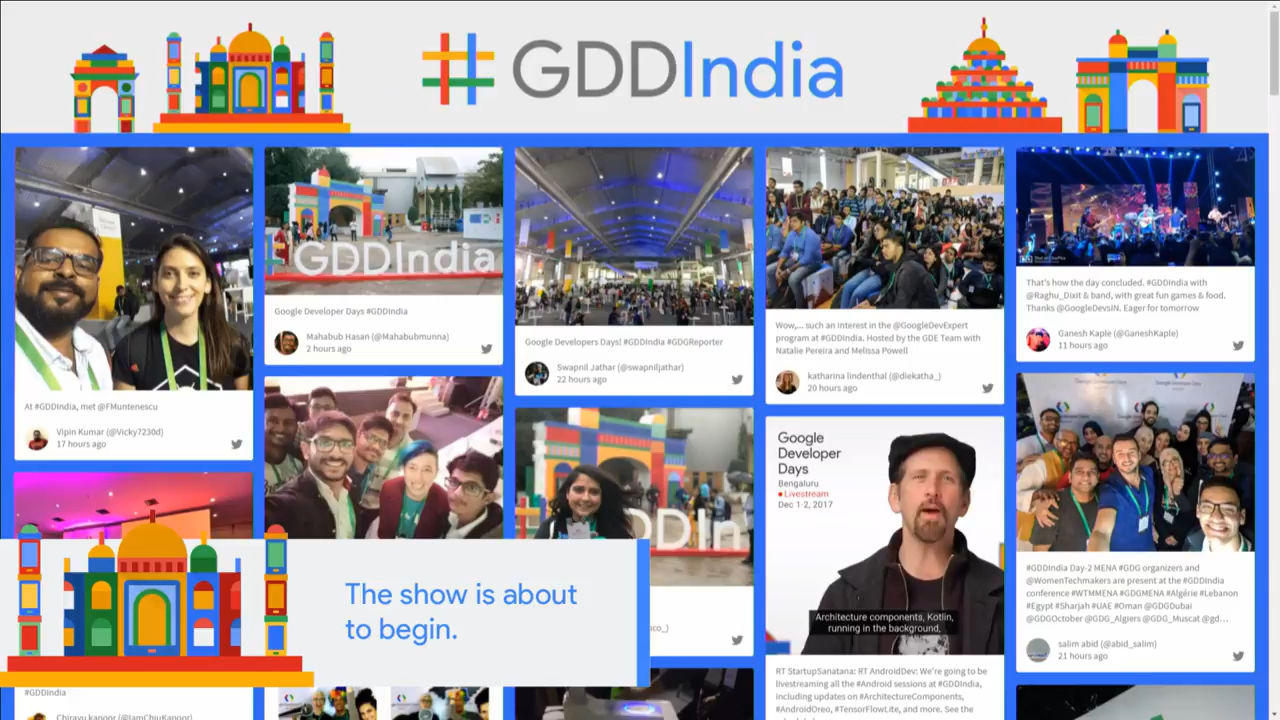 #GDDIndia
At #GDDIndia, met @FMuntenescu
Vipin Kumar (@Vicky7230d)
17 hours ago
GDDIndia
Google Developer Days #GDDIndia
Mahabub Hasan (@Mahabubmunna)
2 hours ago
Google Developers Days! #GDDIndia #GDGReporter
Swapnil Jathar (@swapniljathar)
22 hours ago
DDIn
oco_)
Wow,... such an interest in the @GoogleDevExpert
program at #GDDIndia. Hosted by the GDE Team with
Natalie Pereira and Melissa Powell
katharina lindenthal (@diekatha_)
20 hours ago
Google
Developer
Days
Bengaluru
Livestream
Dec 1-2, 2017
Architecture components, Kotlin,
running in the background,
RT StartupSanatana: RT AndroidDev: We're going to be
livestreaming all the #Android sessions at #GDDIndia,
including updates on #ArchitectureComponents,
#AndroidOreo, #TensorFlowLite, and more. See the
That's how the day concluded. #GDDIndia with
@Raghu_Dixit & band, with great fun games & food.
Thanks @GoogleDevsIN. Eager for tomorrow
Ganesh Kaple (@GaneshKaple)
11 hours ago
#GDDIndia Day-2 MENA #GDG organizers and
@WomenTechmakers are present at the #GDDIndia
conference #WTMMENA #GDGMENA #Algérie #Lebanon
#Egypt #Sharjah #UAE #Oman @GDGDubai
@GDGOctober @GDG_Algiers @GDG_Muscat @gd...
salim abid (@abid_salim)
21 hours ago
The show is about
to begin.
#GDDIndia
Chirayu kapoor (@IamChiuKapoor)